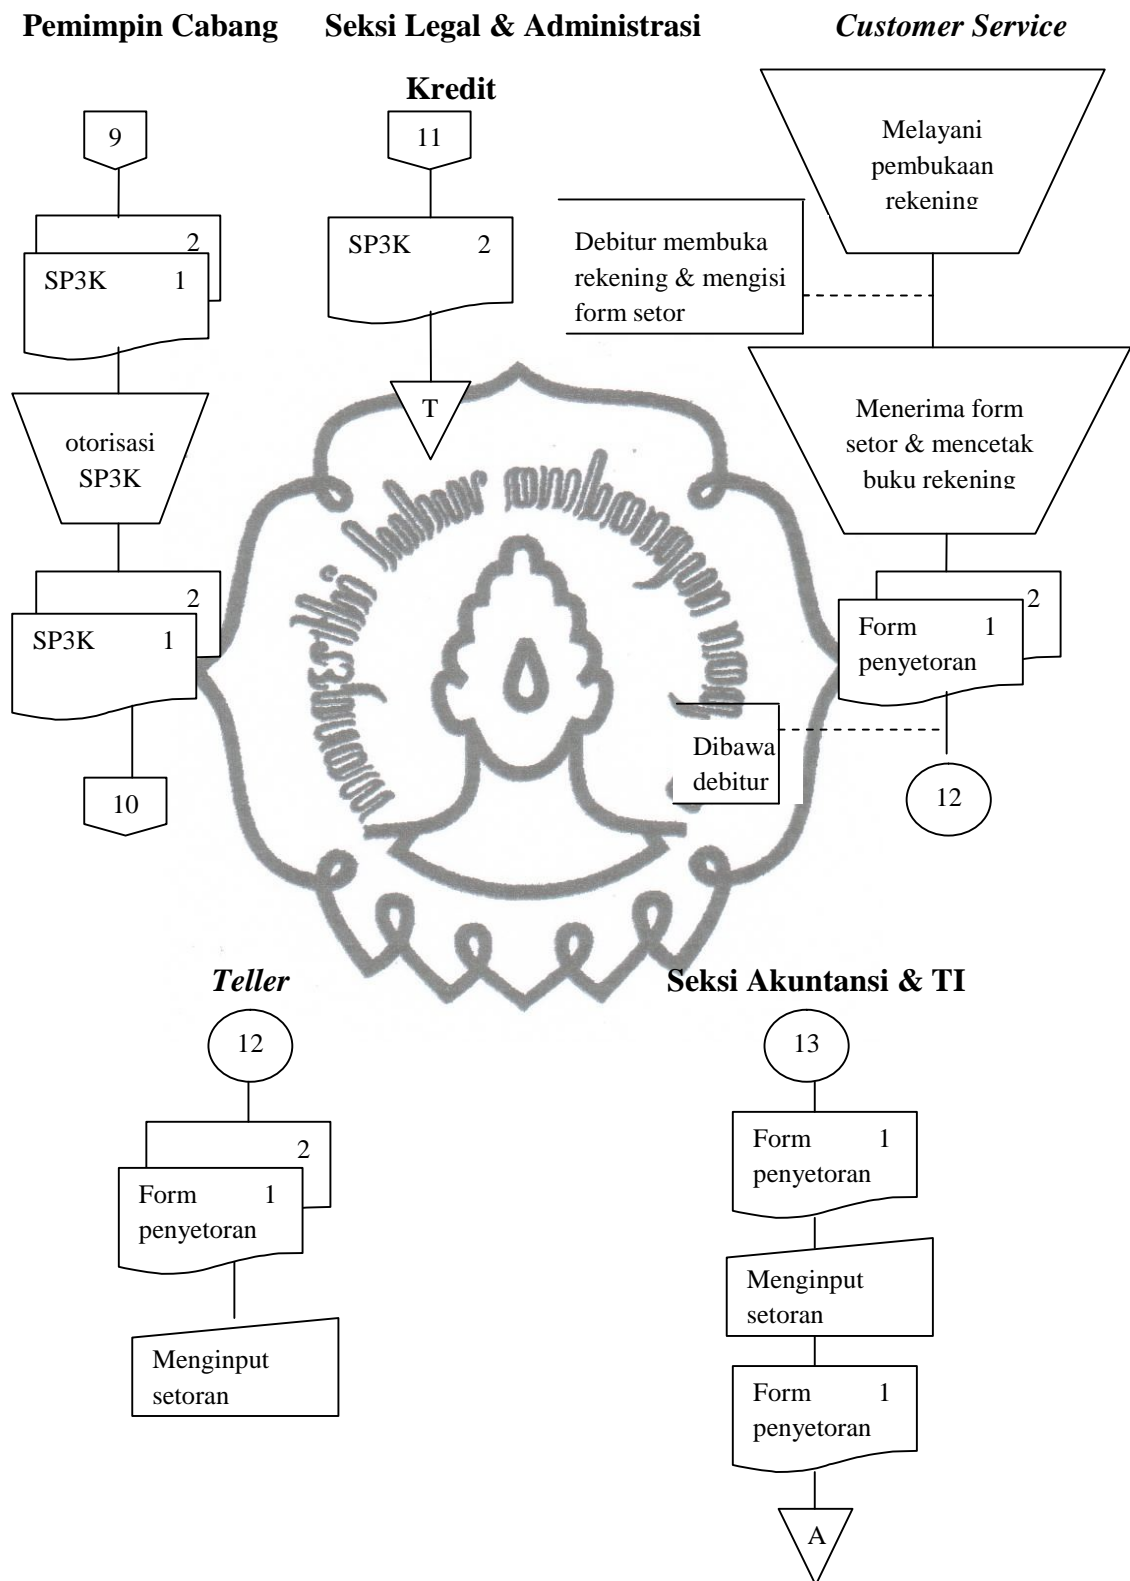 Pemimpin Cabang
Seksi Legal & Administrasi
Kredit
Customer Service
9
2
SP3K 1
otorisasi
SP3K
2
SP3K 1
10
11
SP3K 2
T
Melayani
pembukaan
rekening
Debitur membuka
rekening & mengisi
form setor
Menerima form
setor & mencetak
buku rekening
2
Form 1
penyetoran
Dibawa
debitur
12
Teller
12
2
Form 1
penyetoran
Menginput
setoran
Seksi Akuntansi & TI
13
Form 1
penyetoran
Menginput
setoran
Form 1
penyetoran
A